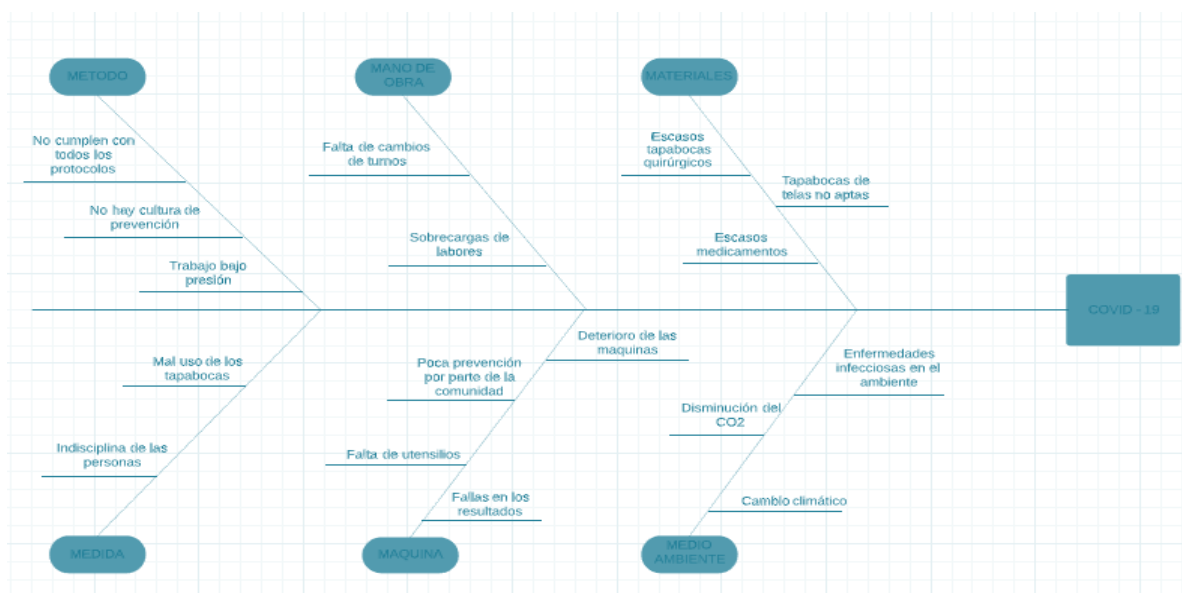 METODO
MANO DE
OBRA
MATERIALES
No cumplen con
todos los
protocolos
No hay cultura de
prevención
Trabajo bajo
presión
Falta de cambios
de turnos
Sobrecargas de
labores
Escasos
tapabocas
quirúrgicos
Tapabocas de
telas no aptas
Escasos
medicamentos
COVID - 19
Mal uso de los
tapabocas
Indisciplina de las
personas
Deterioro de las
maquinas
Poca prevención
por parte de la
comunidad
Falta de utensilios
Fallas en los
resultados
Enfermedades
infecciosas en el
ambiente
Disminución del
CO2
Cambio climático
MEDIDA
MAQUINA
MEDIO
AMBIENTE